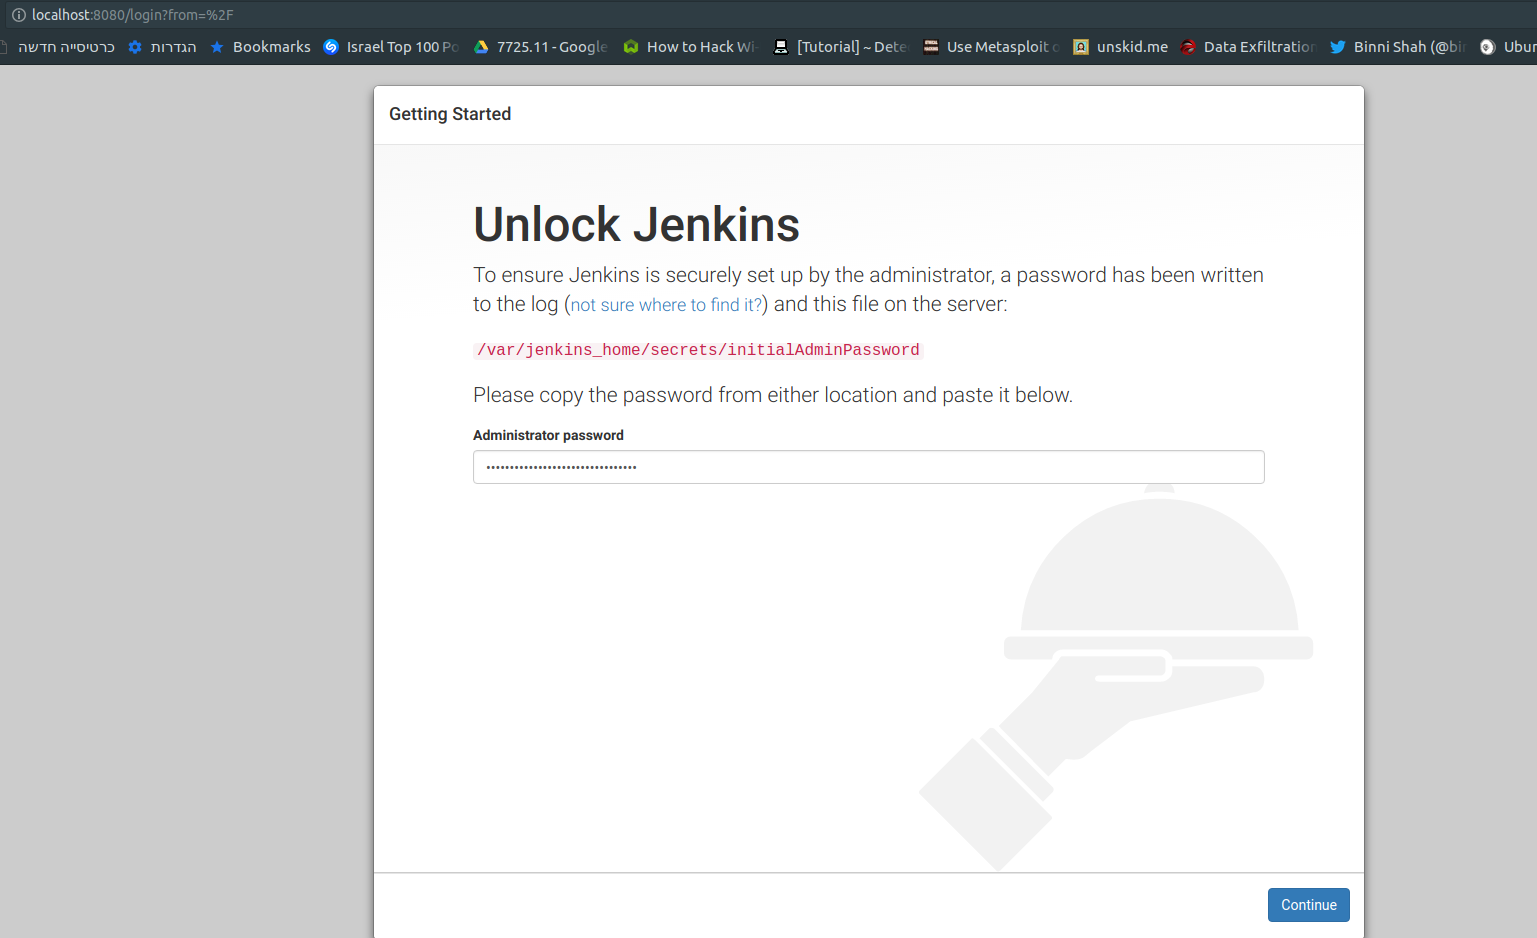 localhost:8080/login?from=%2F
כרטיסייה חדשה הגדרות Bookmarks Israel Top 100 Po 7725.11 - Google How to Hack Wi- [Tutorial] ~ Dete Use Metasploit o unskid.me Data Exfiltration Binni Shah (@bin Ubun
Getting Started
Unlock Jenkins
To ensure Jenkins is securely set up by the administrator, a password has been written
to the log (not sure where to find it?) and this file on the server:
/var/jenkins_home/secrets/initialAdminPassword
Please copy the password from either location and paste it below.
Administrator password
Continue